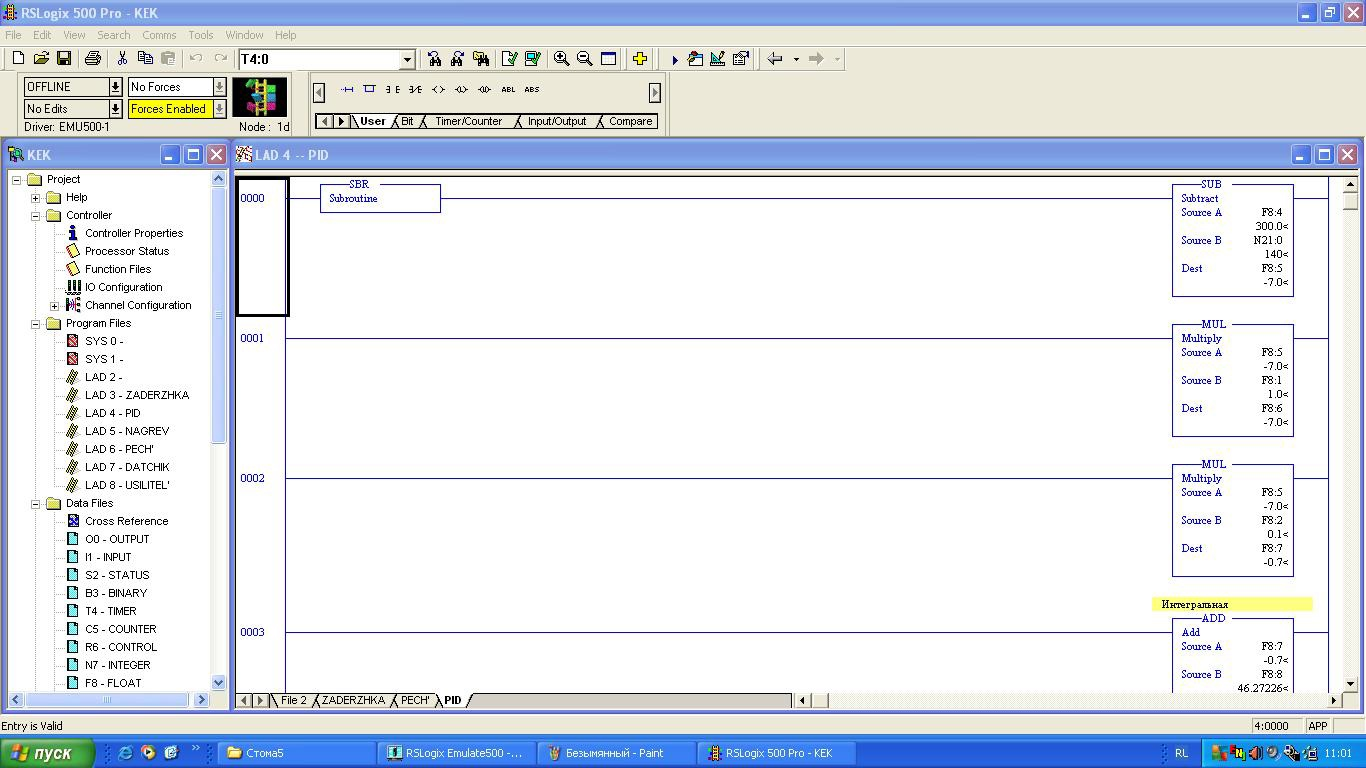 RSLogix 500 Pro - KEK
File Edit View Search Comms Tools Window Help
T4:0
OFFLINE
No Forces
No Edits
Forces Enabled
Driver: EMU500-1
Node : 1d
ABL ABS
User Bit Timer/Counter Input/Output Compare
KEK
Project
Help
Controller
Controller Properties
Processor Status
Function Files
IO Configuration
Channel Configuration
Program Files
SYS 0 -
SYS 1 -
LAD 2 -
LAD 3 - ZADERZHKA
LAD 4 - PID
LAD 5 - NAGREV
LAD 6 - PECH'
LAD 7 - DATCHIK
LAD 8 - USILITEL'
Data Files
Cross Reference
O0 - OUTPUT
I1 - INPUT
S2 - STATUS
B3 - BINARY
T4 - TIMER
C5 - COUNTER
R6 - CONTROL
N7 - INTEGER
F8 - FLOAT
LAD 4 -- PID
0000
SBR
Subroutine
SUB
Subtract
Source A F8:4
300.0<
Source B N21:0
140<
Dest F8:5
-7.0<
0001
MUL
Multiply
Source A F8:5
-7.0<
Source B F8:1
1.0<
Dest F8:6
-7.0<
0002
MUL
Multiply
Source A F8:5
-7.0<
Source B F8:2
0.1<
Dest F8:7
-0.7<
Интегральная
0003
ADD
Add
Source A F8:7
-0.7<
Source B F8:8
46.27226<
File 2 ZADERZHKA PECH' PID
Entry is Valid
4:0000 APP
пуск
Стома5
RSLogix Emulate500 -...
Безымянный - Paint
RSLogix 500 Pro - KEK
RL
11:01